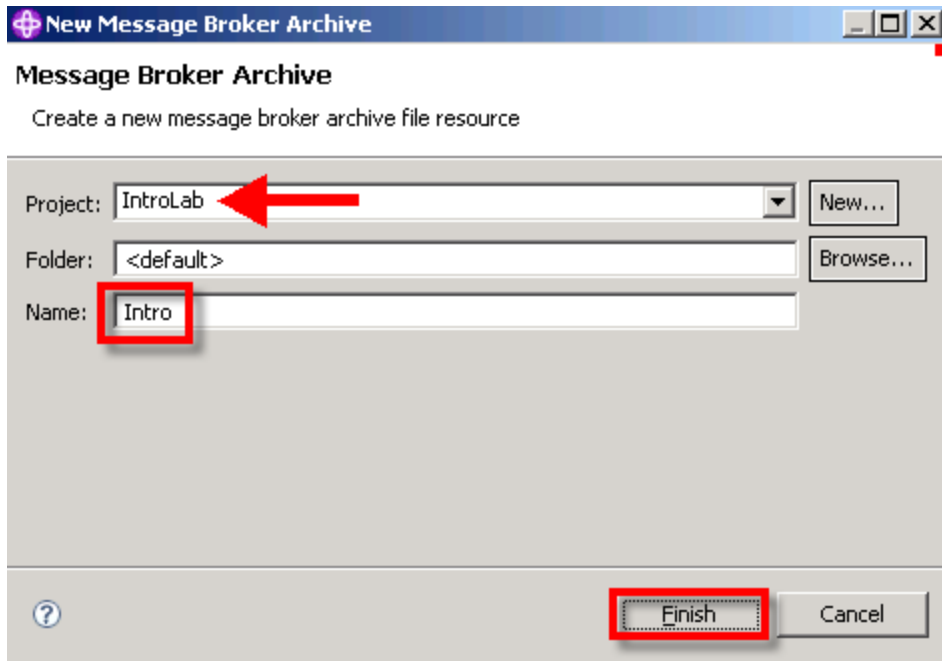 New Message Broker Archive
Message Broker Archive
Create a new message broker archive file resource
Project: IntroLab New...
Folder: <default> Browse...
Name: Intro
Finish Cancel